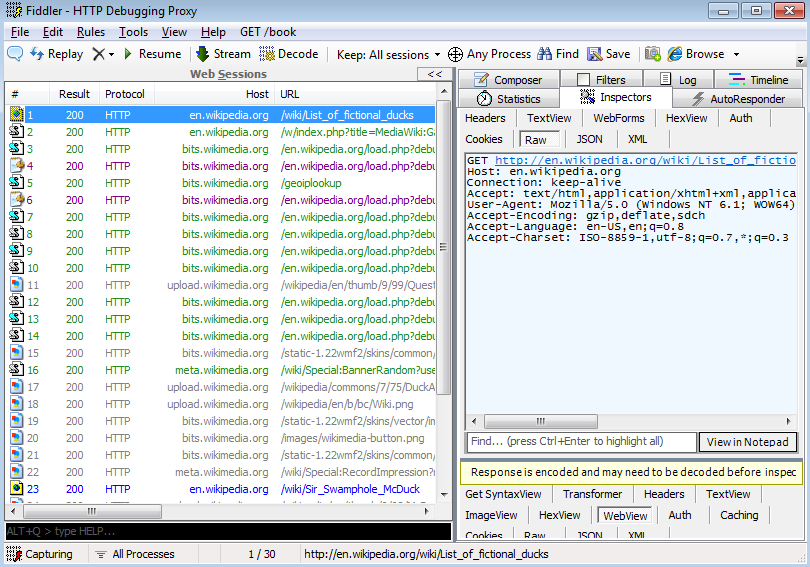 Fiddler - HTTP Debugging Proxy
File Edit Rules Tools View Help GET /book
Replay Resume Stream Decode Keep: All sessions Any Process Find Save Browse
Web Sessions <<
# Result Protocol Host URL
1 200 HTTP en.wikipedia.org /wiki/List_of_fictional_ducks
2 200 HTTP en.wikipedia.org /w/index.php?title=MediaWiki:Ga
3 200 HTTP bits.wikimedia.org /en.wikipedia.org/load.php?debu
4 200 HTTP bits.wikimedia.org /en.wikipedia.org/load.php?debu
5 200 HTTP bits.wikimedia.org /geoiplookup
6 200 HTTP bits.wikimedia.org /en.wikipedia.org/load.php?debu
7 200 HTTP bits.wikimedia.org /en.wikipedia.org/load.php?debu
8 200 HTTP bits.wikimedia.org /en.wikipedia.org/load.php?debu
9 200 HTTP bits.wikimedia.org /en.wikipedia.org/load.php?debu
10 200 HTTP bits.wikimedia.org /en.wikipedia.org/load.php?debu
11 200 HTTP upload.wikimedia.org /wikipedia/en/thumb/9/99/Quest
12 200 HTTP bits.wikimedia.org /en.wikipedia.org/load.php?debu
13 200 HTTP bits.wikimedia.org /en.wikipedia.org/load.php?debu
14 200 HTTP bits.wikimedia.org /en.wikipedia.org/load.php?debu
15 200 HTTP bits.wikimedia.org /static-1.22wmf2/skins/common/
16 200 HTTP meta.wikimedia.org /wiki/Special:BannerRandom?use
17 200 HTTP upload.wikimedia.org /wikipedia/commons/7/75/DuckA
18 200 HTTP upload.wikimedia.org /wikipedia/en/b/bc/Wiki.png
19 200 HTTP bits.wikimedia.org /static-1.22wmf2/skins/vector/im
20 200 HTTP bits.wikimedia.org /images/wikimedia-button.png
21 200 HTTP bits.wikimedia.org /static-1.22wmf2/skins/common/
22 200 HTTP meta.wikimedia.org /wiki/Special:RecordImpression?r
23 200 HTTP en.wikipedia.org /wiki/Sir_Swamphole_McDuck
ALT+Q > type HELP...
Composer Filters Log Timeline
Statistics Inspectors AutoResponder
Headers TextView WebForms HexView Auth
Cookies Raw JSON XML
GET http://en.wikipedia.org/wiki/List_of_fictio
Host: en.wikipedia.org
Connection: keep-alive
Accept: text/html,application/xhtml+xml,applica
User-Agent: Mozilla/5.0 (Windows NT 6.1; WOW64)
Accept-Encoding: gzip,deflate,sdch
Accept-Language: en-US,en;q=0.8
Accept-Charset: ISO-8859-1,utf-8;q=0.7,*;q=0.3
Find... (press Ctrl+Enter to highlight all) View in Notepad
Response is encoded and may need to be decoded before inspec
Get SyntaxView Transformer Headers TextView
ImageView HexView WebView Auth Caching
Cookies Raw JSON XML
Capturing All Processes 1 / 30 http://en.wikipedia.org/wiki/List_of_fictional_ducks